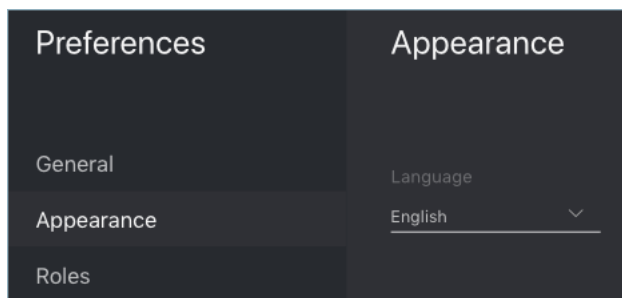 Preferences
General
Appearance
Roles
Appearance
Language
English